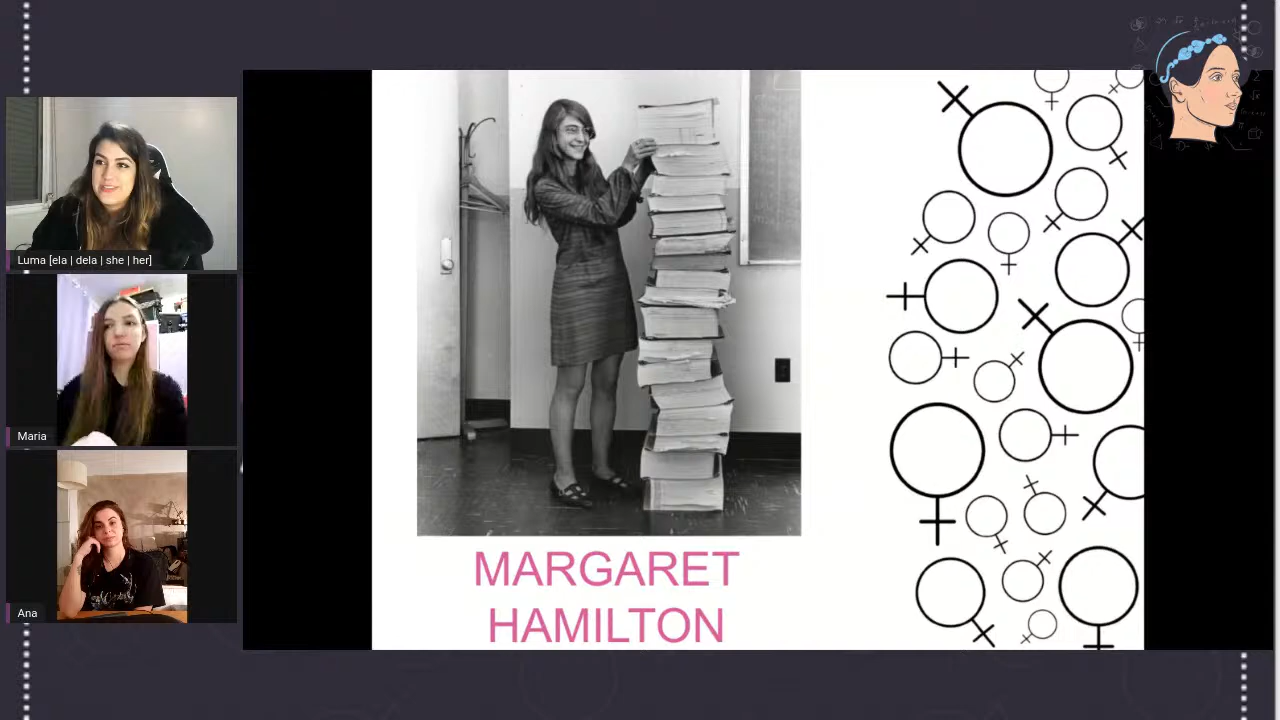 Luma [ela | dela | she | her]
Maria
Ana
MARGARET
HAMILTON